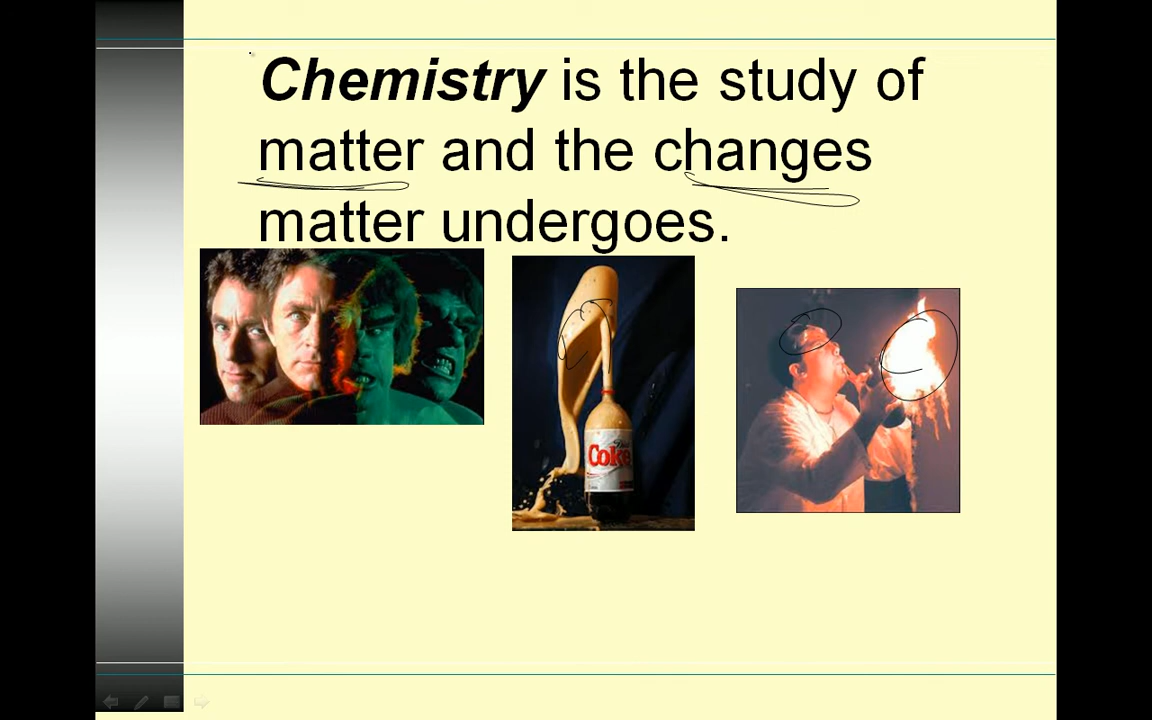 Chemistry is the study of
matter and the changes
matter undergoes.
Coke